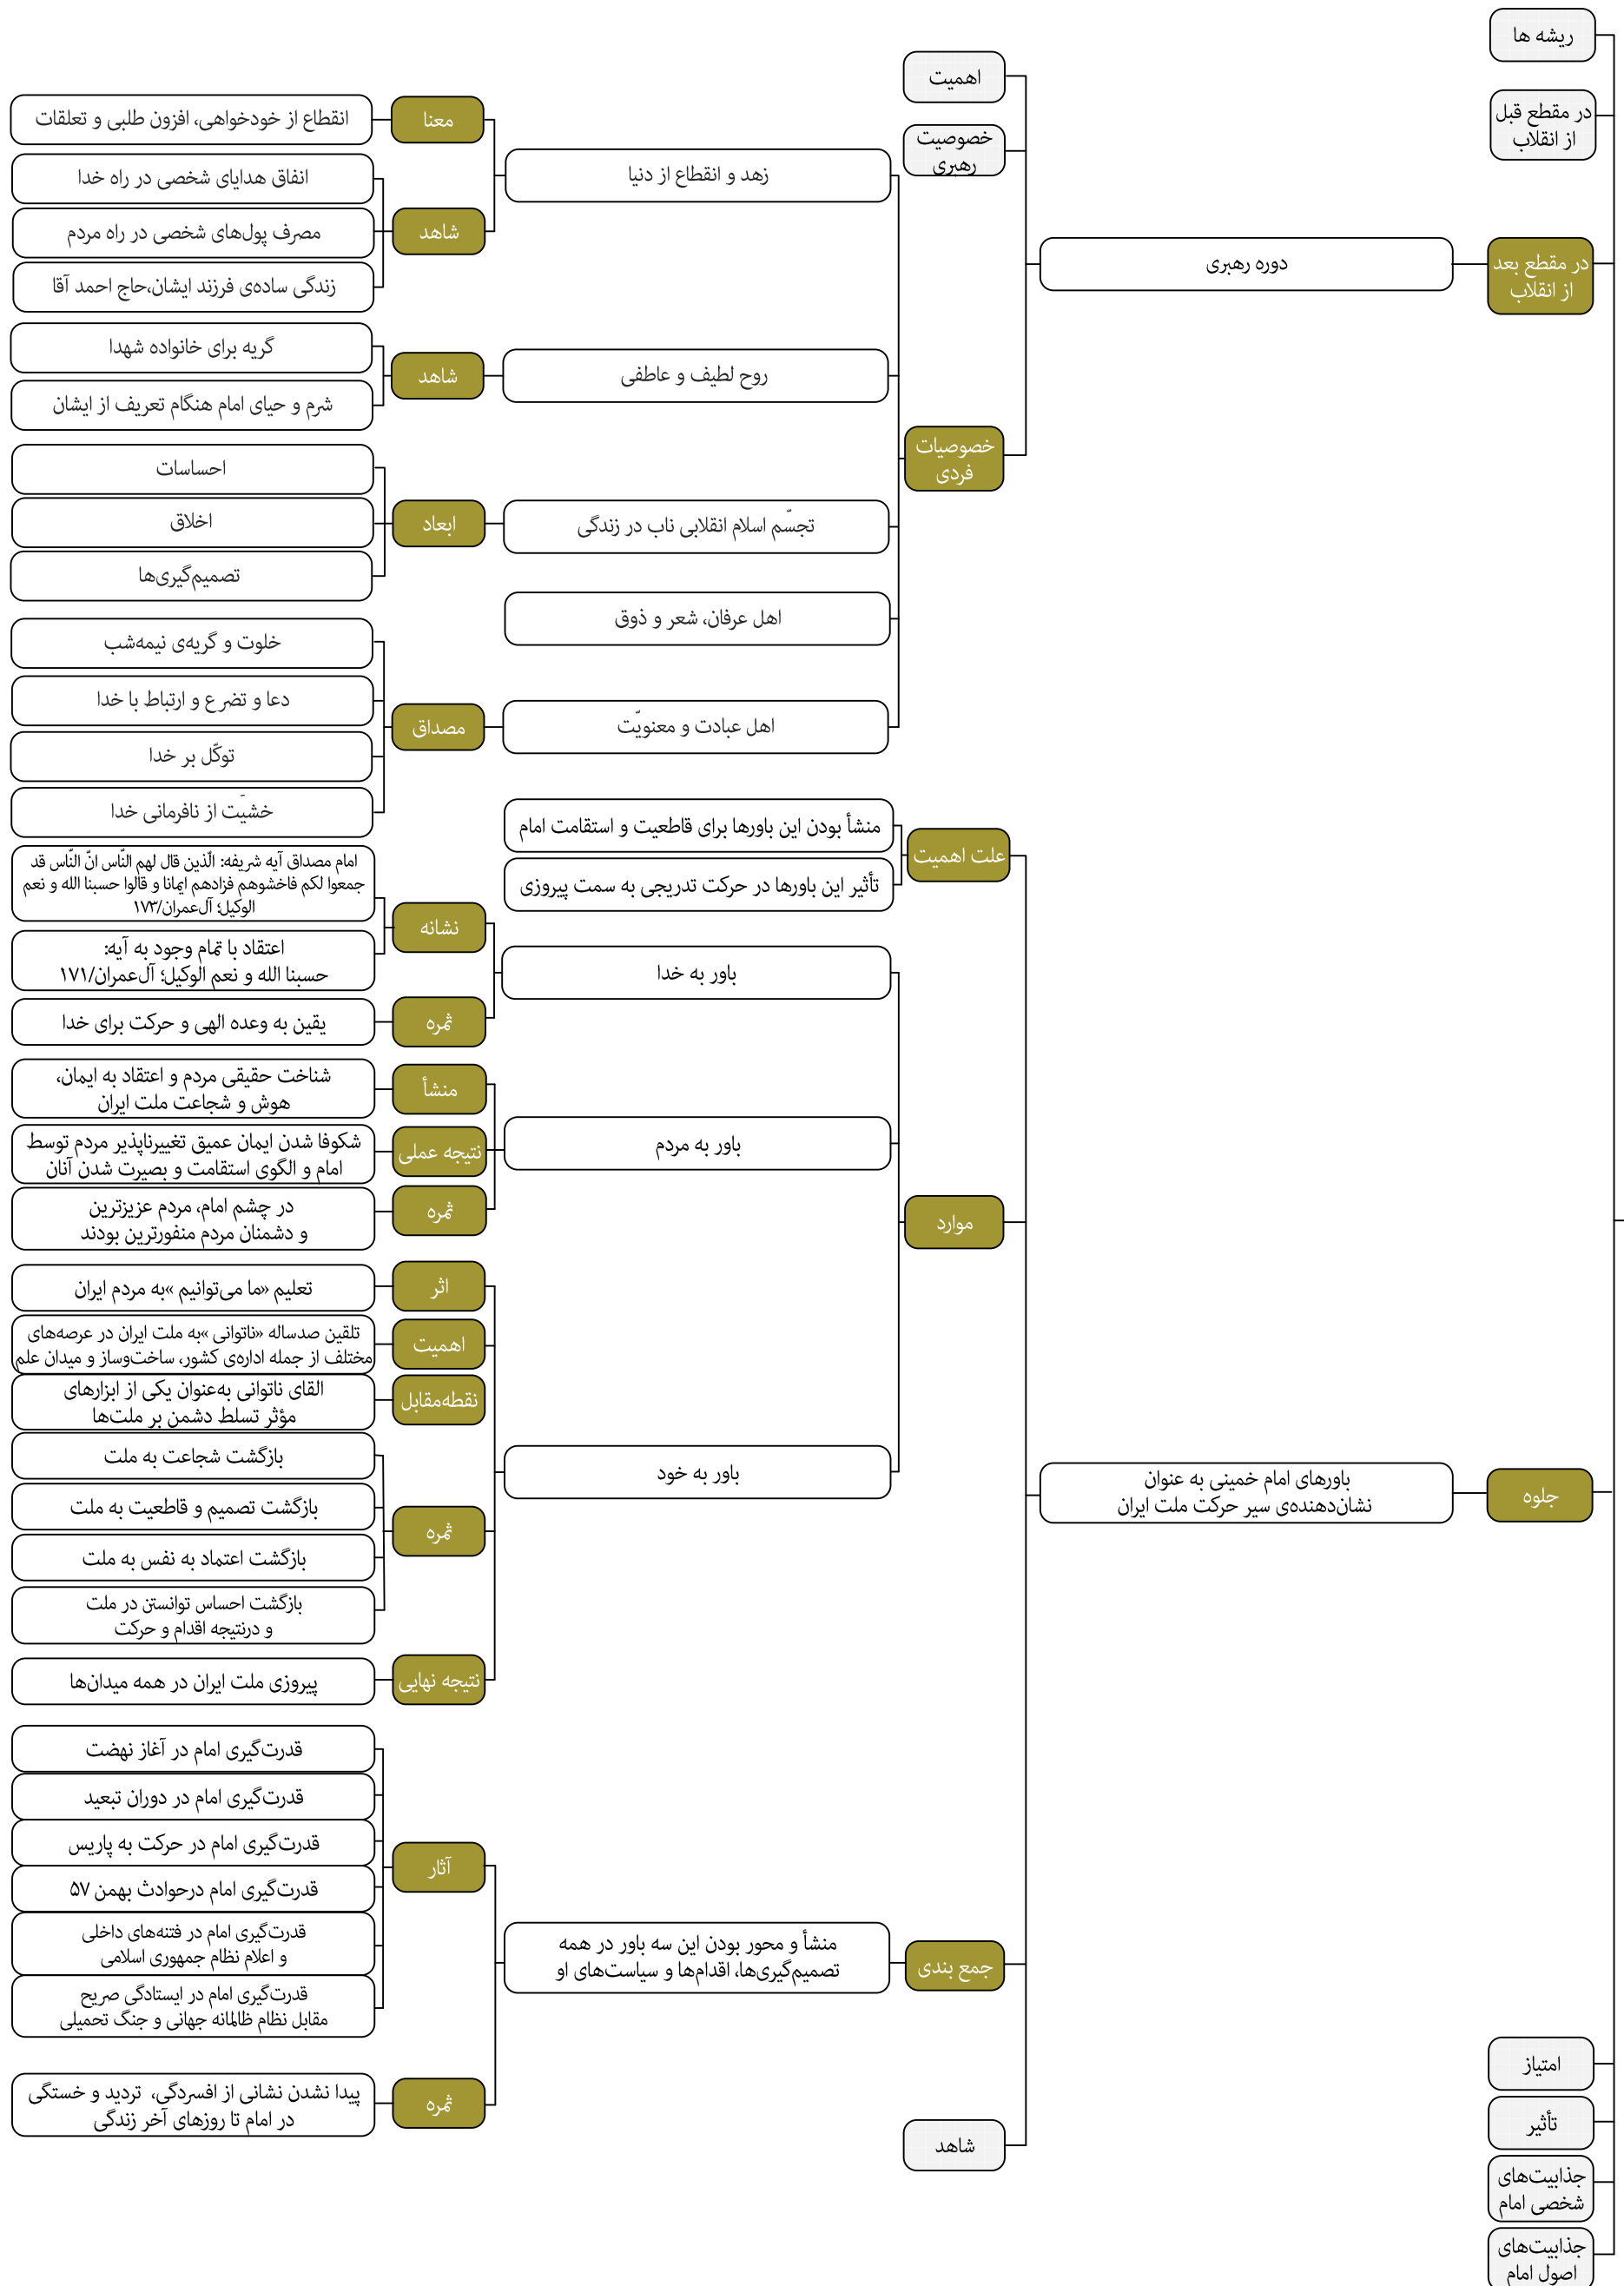 ریشه ها
در مقطع قبل
از انقلاب
در مقطع بعد
از انقلاب
دوره رهبری
اهمیت
خصوصیت
رهبری
خصوصیات
فردی
زهد و انقطاع از دنیا
معنا
انقطاع از خودخواهی، افزون طلبی و تعلقات
شاهد
انفاق هدایای شخصی در راه خدا
مصرف پول‌های شخصی در راه مردم
زندگی ساده‌ی فرزند ایشان،حاج احمد آقا
روح لطیف و عاطفی
شاهد
گریه برای خانواده شهدا
شرم و حیای امام هنگام تعریف از ایشان
تجسّم اسلام انقلابی ناب در زندگی
ابعاد
احساسات
اخلاق
تصمیم‌گیری‌ها
اهل عرفان، شعر و ذوق
اهل عبادت و معنویّت
مصداق
خلوت و گریه‌ی نیمه‌شب
دعا و تضرع و ارتباط با خدا
توکّل بر خدا
خشیَت از نافرمانی خدا
جلوه
باورهای امام خمینی به عنوان
نشان‌دهنده‌ی سیر حرکت ملت ایران
علت اهمیت
منشأ بودن این باورها برای قاطعیت و استقامت امام
تأثیر این باورها در حرکت تدریجی به سمت پیروزی
موارد
باور به خدا
نشانه
امام مصداق آیه شریفه: الّذین قال لهم النّاس انّ النّاس قد
جمعوا لکم فاخشوهم فزادهم ایمانا و قالوا حسبنا الله و نعم
الوکیل؛ آل‌عمران/۱۷۳
اعتقاد با تمام وجود به آیه:
حسبنا الله و نعم الوکیل؛ آل‌عمران/۱۷۱
ثمره
یقین به وعده الهی و حرکت برای خدا
باور به مردم
منشأ
شناخت حقیقی مردم و اعتقاد به ایمان،
هوش و شجاعت ملت ایران
نتیجه عملی
شکوفا شدن ایمان عمیق تغییرناپذیر مردم توسط
امام و الگوی استقامت و بصیرت شدن آنان
ثمره
در چشم امام، مردم عزیزترین
و دشمنان مردم منفورترین بودند
باور به خود
اثر
تعلیم «ما می‌توانیم »به مردم ایران
اهمیت
تلقین صدساله «ناتوانی »به ملت ایران در عرصه‌های
مختلف از جمله اداره‌ی کشور، ساخت‌وساز و میدان علم
نقطه‌مقابل
القای ناتوانی به‌عنوان یکی از ابزارهای
مؤثر تسلط دشمن بر ملت‌ها
ثمره
بازگشت شجاعت به ملت
بازگشت تصمیم و قاطعیت به ملت
بازگشت اعتماد به نفس به ملت
بازگشت احساس توانستن در ملت
و درنتیجه اقدام و حرکت
نتیجه نهایی
پیروزی ملت ایران در همه میدان‌ها
جمع بندی
منشأ و محور بودن این سه باور در همه
تصمیم‌گیری‌ها، اقدام‌ها و سیاست‌های او
آثار
قدرت‌گیری امام در آغاز نهضت
قدرت‌گیری امام در دوران تبعید
قدرت‌گیری امام در حرکت به پاریس
قدرت‌گیری امام درحوادث بهمن ۵۷
قدرت‌گیری امام در فتنه‌های داخلی
و اعلام نظام جمهوری اسلامی
قدرت‌گیری امام در ایستادگی صریح
مقابل نظام ظالمانه جهانی و جنگ تحمیلی
ثمره
پیدا نشدن نشانی از افسردگی، تردید و خستگی
در امام تا روزهای آخر زندگی
شاهد
امتیاز
تأثیر
جذابیت‌های
شخصی امام
جذابیت‌های
اصول امام